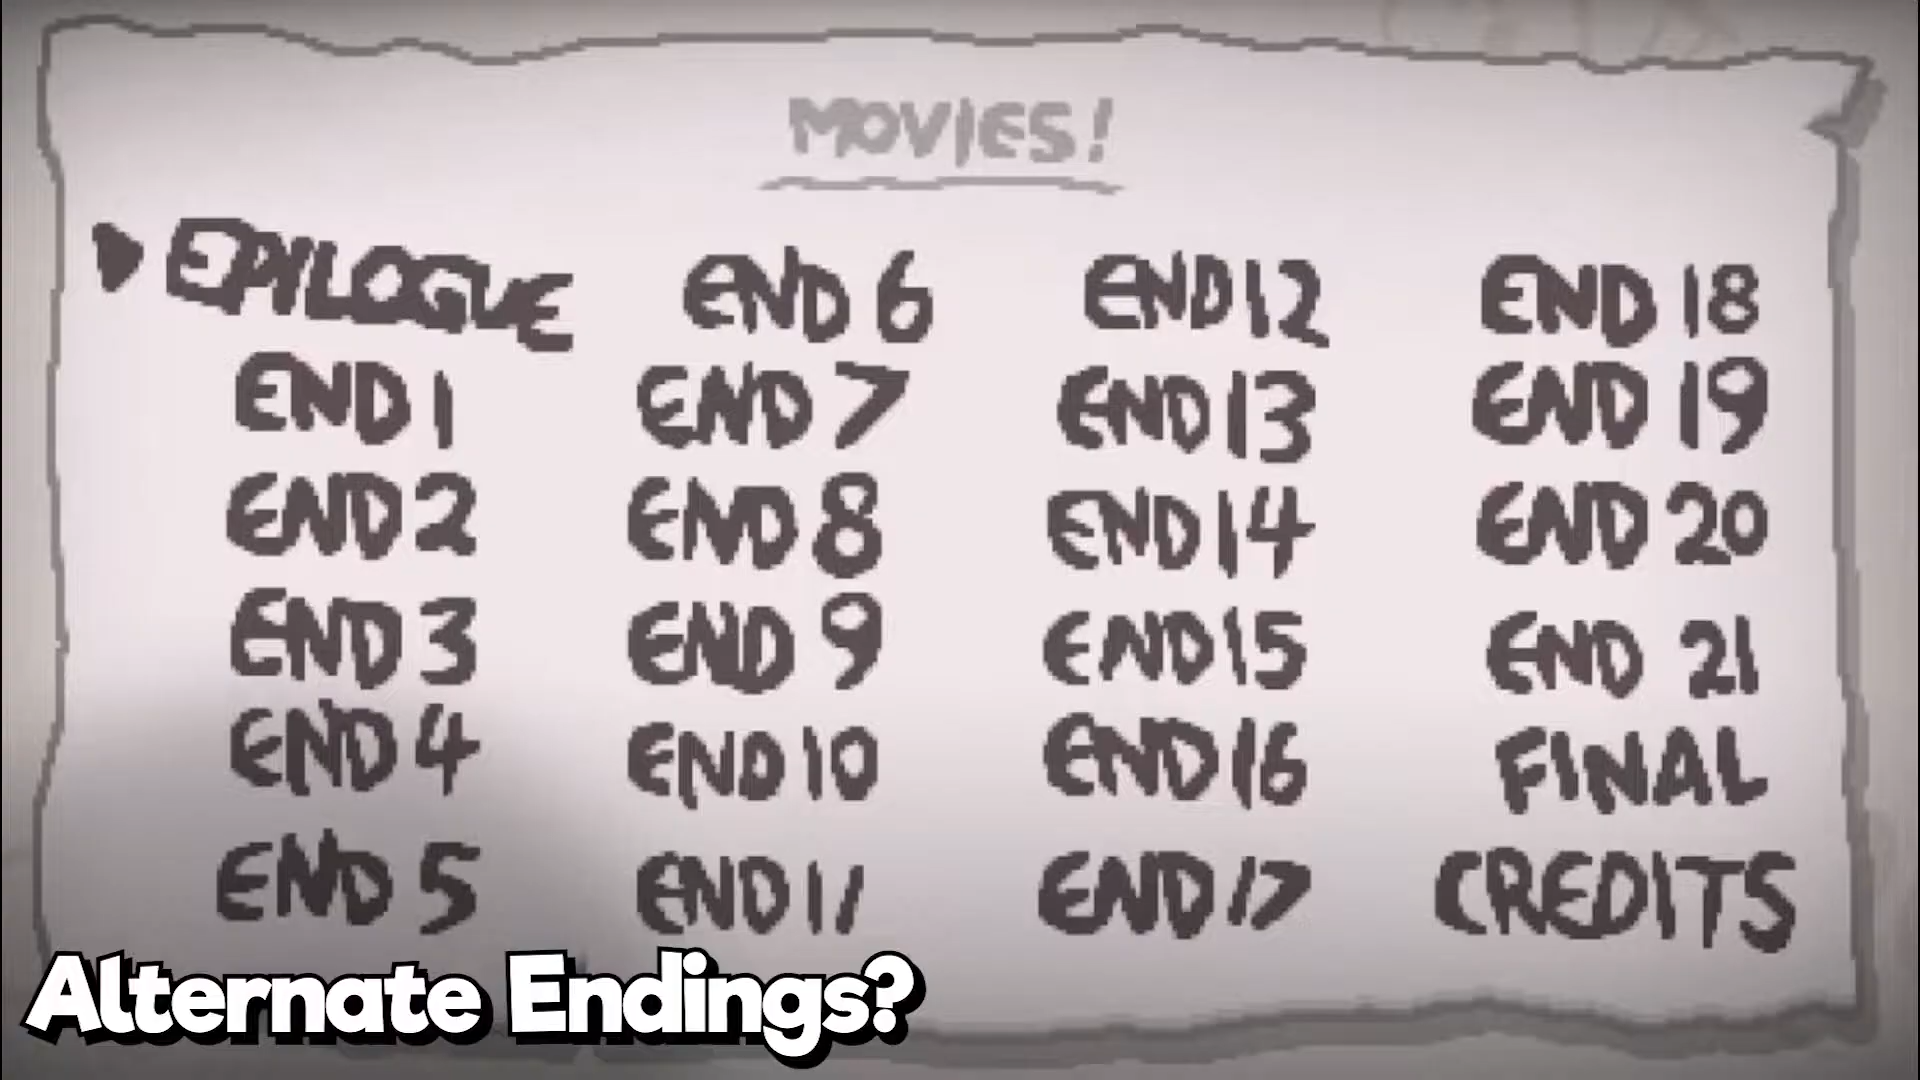 MOVIES!
EPILOGUE
END 1
END 2
END 3
END 4
END 5
END 6
END 7
END 8
END 9
END 10
END 11
END 12
END 13
END 14
END 15
END 16
END 17
END 18
END 19
END 20
END 21
FINAL
CREDITS
Alternate Endings?